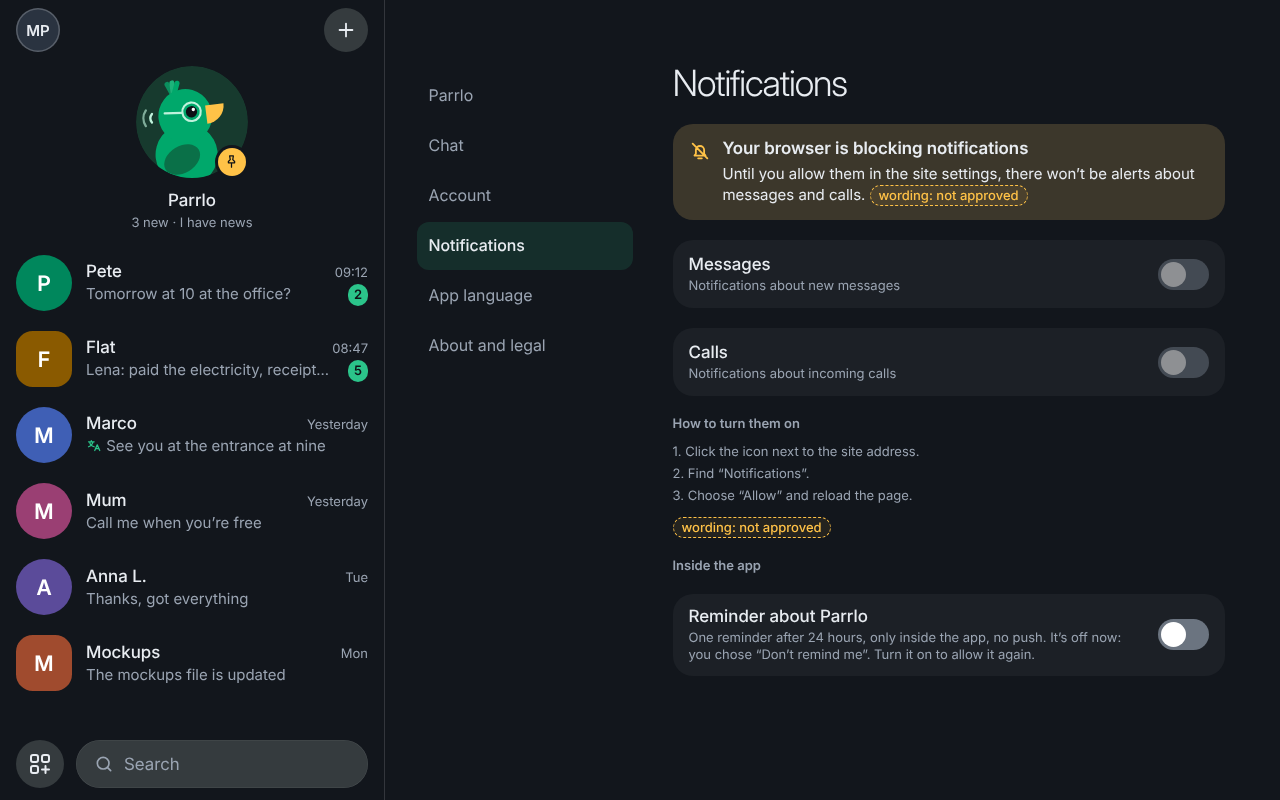 MP
Parrlo
3 new · I have news
P
Pete
09:12
Tomorrow at 10 at the office?
2
F
Flat
08:47
Lena: paid the electricity, receipt...
5
M
Marco
Yesterday
See you at the entrance at nine
M
Mum
Yesterday
Call me when you’re free
A
Anna L.
Tue
Thanks, got everything
M
Mockups
Mon
The mockups file is updated
Search
Parrlo
Chat
Account
Notifications
App language
About and legal
Notifications
Your browser is blocking notifications
Until you allow them in the site settings, there won’t be alerts about
messages and calls. wording: not approved
Messages
Notifications about new messages
Calls
Notifications about incoming calls
How to turn them on
1. Click the icon next to the site address.
2. Find “Notifications”.
3. Choose “Allow” and reload the page.
wording: not approved
Inside the app
Reminder about Parrlo
One reminder after 24 hours, only inside the app, no push. It’s off now:
you chose “Don’t remind me”. Turn it on to allow it again.